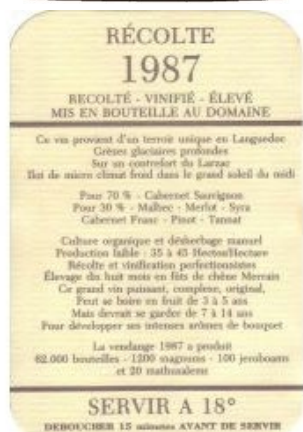 RÉCOLTE
1987
RECOLTÉ - VINIFIÉ - ÉLEVÉ
MIS EN BOUTEILLE AU DOMAINE
Ce vin provient d'un terroir unique en Languedoc
Grèzes glaciaires profondes
Sur un contrefort du Larzac
Ilot de micro climat froid dans le grand soleil du midi
Pour 70 % - Cabernet Sauvignon
Pour 30 % - Malbec - Merlot - Syra
Cabernet Franc - Pinot - Tannat
Culture organique et désherbage manuel
Production faible - 35 à 45 Hectos/Hectare
Récolte et vinification perfectionnistes
Élevage dix huit mois en fûts de chêne Merrain
Ce grand vin puissant, complexe, original,
Peut se boire en fruit de 3 à 5 ans
Mais devrait se garder de 7 à 14 ans
Pour développer ses intenses arômes de bouquet
La vendange 1987 a produit
62.000 bouteilles - 1200 magnums - 100 jeroboams
et 20 mathusalems
SERVIR A 18°
DEBOUCHER 15 minutes AVANT DE SERVIR